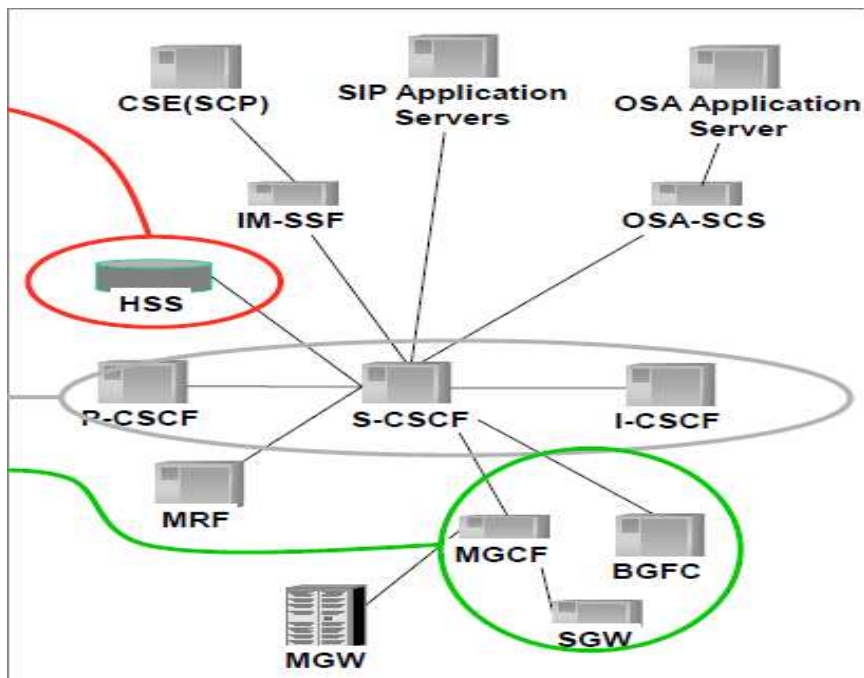 CSE(SCP)
SIP Application
Servers
OSA Application
Server
IM-SSF
OSA-SCS
HSS
P-CSCF
S-CSCF
I-CSCF
MRF
MGCF
BGFC
MGW
SGW